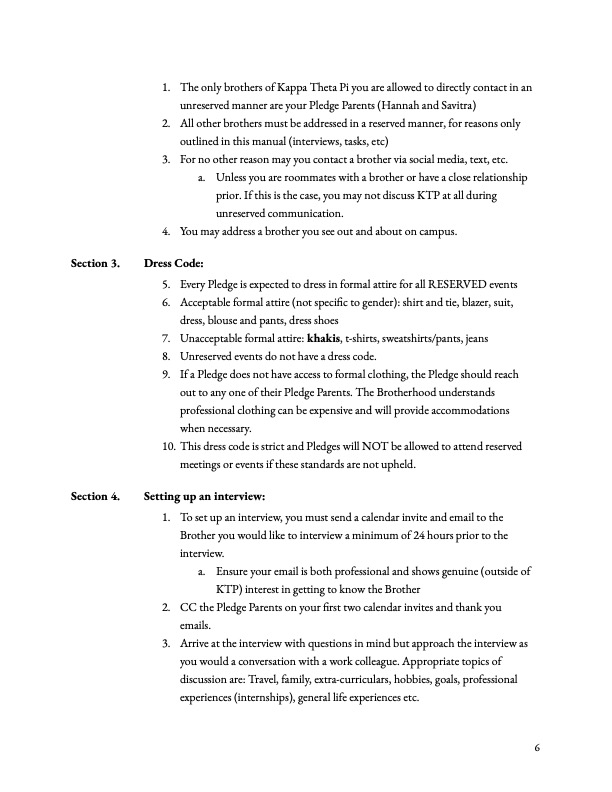 1. The only brothers of Kappa Theta Pi you are allowed to directly contact in an
unreserved manner are your Pledge Parents (Hannah and Savitra)
2. All other brothers must be addressed in a reserved manner, for reasons only
outlined in this manual (interviews, tasks, etc)
3. For no other reason may you contact a brother via social media, text, etc.
a. Unless you are roommates with a brother or have a close relationship
prior. If this is the case, you may not discuss KTP at all during
unreserved communication.
4. You may address a brother you see out and about on campus.
Section 3. Dress Code:
5. Every Pledge is expected to dress in formal attire for all RESERVED events
6. Acceptable formal attire (not specific to gender): shirt and tie, blazer, suit,
dress, blouse and pants, dress shoes
7. Unacceptable formal attire: khakis, t-shirts, sweatshirts/pants, jeans
8. Unreserved events do not have a dress code.
9. If a Pledge does not have access to formal clothing, the Pledge should reach
out to any one of their Pledge Parents. The Brotherhood understands
professional clothing can be expensive and will provide accommodations
when necessary.
10. This dress code is strict and Pledges will NOT be allowed to attend reserved
meetings or events if these standards are not upheld.
Section 4. Setting up an interview:
1. To set up an interview, you must send a calendar invite and email to the
Brother you would like to interview a minimum of 24 hours prior to the
interview.
a. Ensure your email is both professional and shows genuine (outside of
KTP) interest in getting to know the Brother
2. CC the Pledge Parents on your first two calendar invites and thank you
emails.
3. Arrive at the interview with questions in mind but approach the interview as
you would a conversation with a work colleague. Appropriate topics of
discussion are: Travel, family, extra-curriculars, hobbies, goals, professional
experiences (internships), general life experiences etc.
6